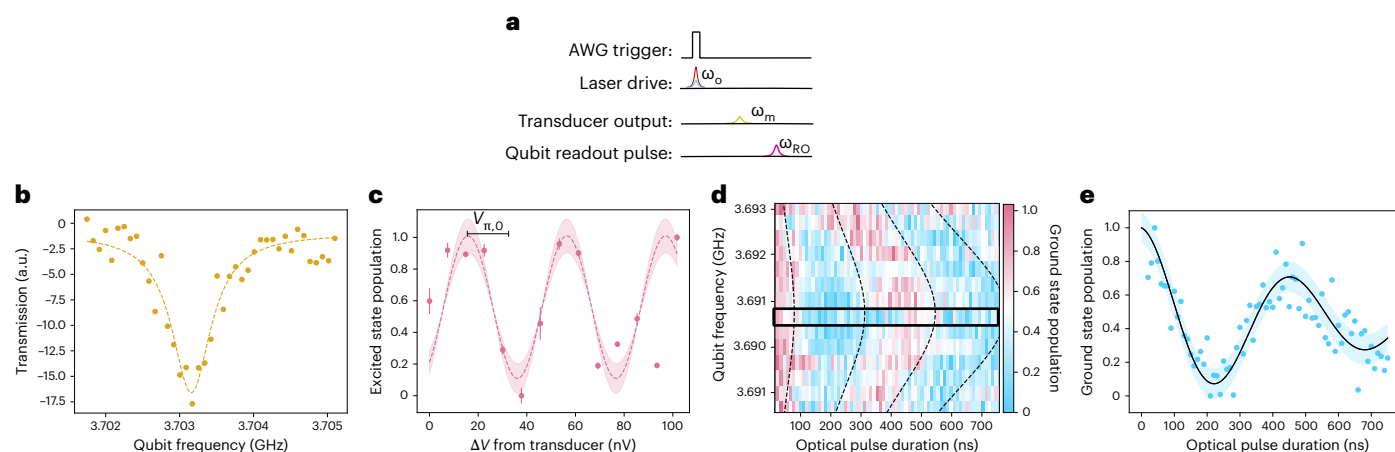 a
AWG trigger:
Laser drive:
ωo
Transducer output:
ωm
Qubit readout pulse:
ωRO
b
0
−2.5
−5.0
−7.5
−10.0
−12.5
−15.0
−17.5
Transmission (a.u.)
3.702
3.703
3.704
3.705
Qubit frequency (GHz)
c
Vπ,0
1.0
0.8
0.6
0.4
0.2
0
Excited state population
0
20
40
60
80
100
ΔV from transducer (nV)
d
3.693
3.692
3.691
3.690
3.691
Qubit frequency (GHz)
100
200
300
400
500
600
700
Optical pulse duration (ns)
1.0
0.8
0.6
0.4
0.2
0
Ground state population
e
1.0
0.8
0.6
0.4
0.2
0
Ground state population
0
100
200
300
400
500
600
700
Optical pulse duration (ns)